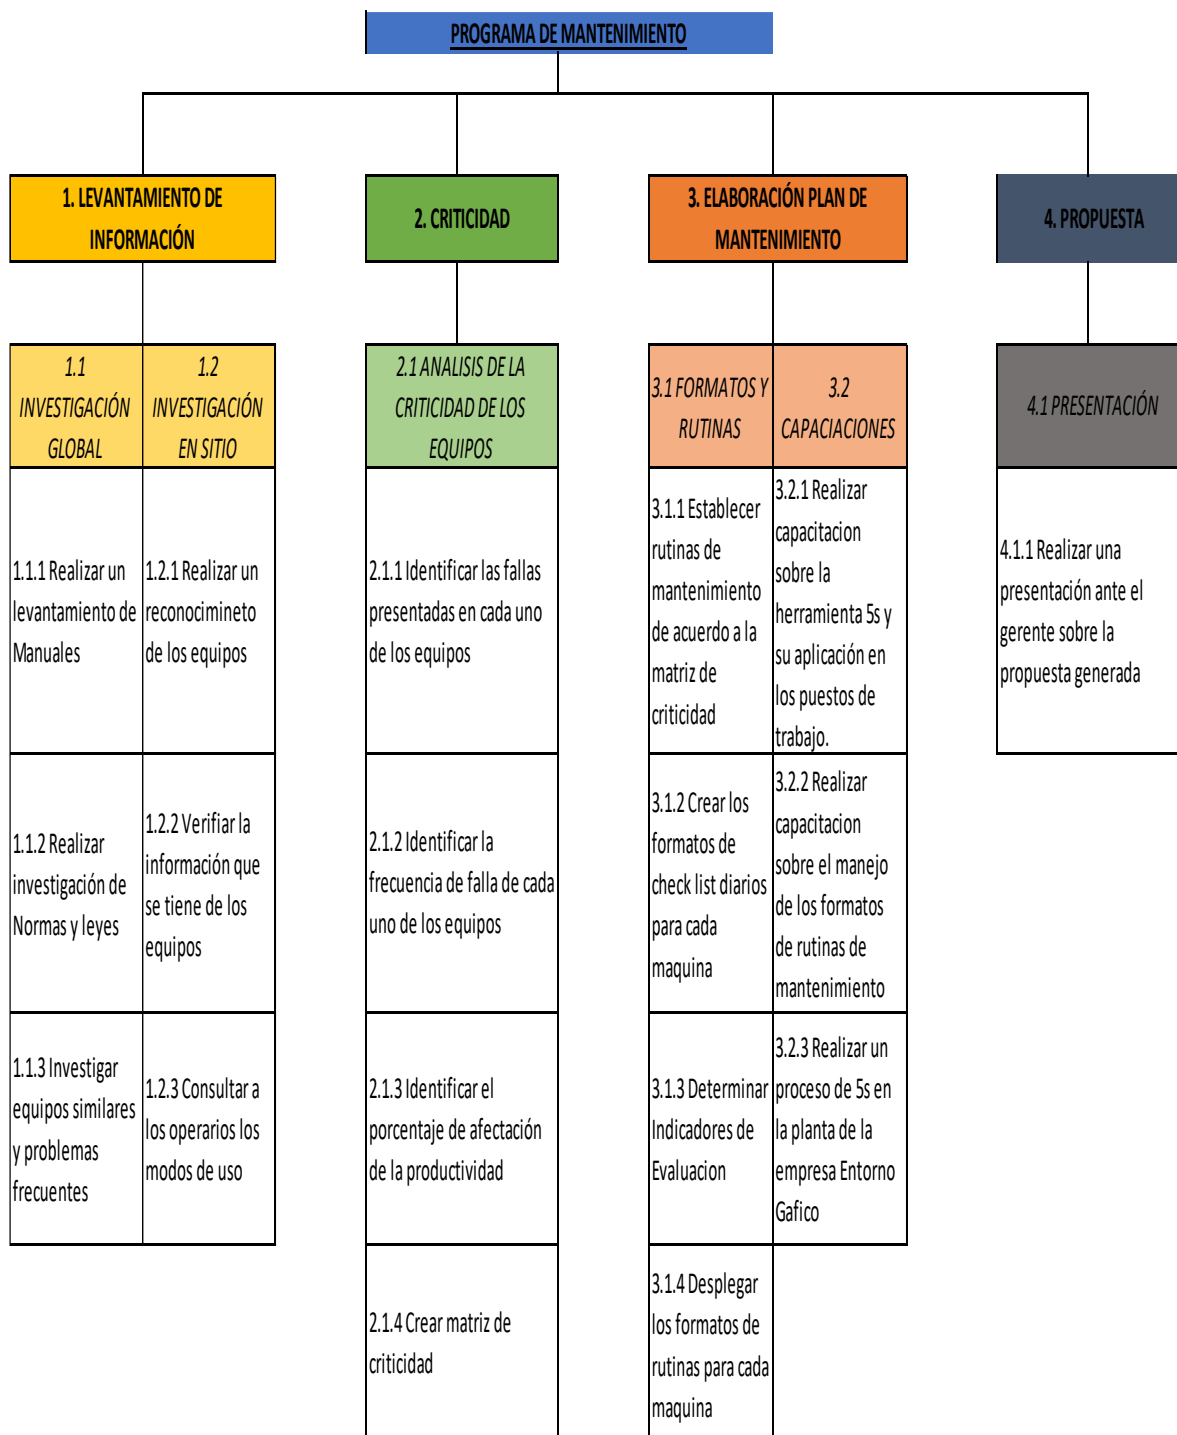 PROGRAMA DE MANTENIMIENTO
1. LEVANTAMIENTO DE
INFORMACIÓN
2. CRITICIDAD
3. ELABORACIÓN PLAN DE
MANTENIMIENTO
4. PROPUESTA
1.1
INVESTIGACIÓN
GLOBAL
1.2
INVESTIGACIÓN
EN SITIO
2.1 ANALISIS DE LA
CRITICIDAD DE LOS
EQUIPOS
3.1 FORMATOS Y
RUTINAS
3.2
CAPACIACIONES
4.1 PRESENTACIÓN
1.1.1 Realizar un
levantamiento de
Manuales
1.2.1 Realizar un
reconocimineto
de los equipos
2.1.1 Identificar las fallas
presentadas en cada uno
de los equipos
3.1.1 Establecer
rutinas de
mantenimiento
de acuerdo a la
matriz de
criticidad
3.2.1 Realizar
capacitacion
sobre la
herramienta 5s y
su aplicación en
los puestos de
trabajo.
4.1.1 Realizar una
presentación ante el
gerente sobre la
propuesta generada
1.1.2 Realizar
investigación de
Normas y leyes
1.2.2 Verifiar la
información que
se tiene de los
equipos
2.1.2 Identificar la
frecuencia de falla de cada
uno de los equipos
3.1.2 Crear los
formatos de
check list diarios
para cada
maquina
3.2.2 Realizar
capacitacion
sobre el manejo
de los formatos
de rutinas de
mantenimiento
1.1.3 Investigar
equipos similares
y problemas
frecuentes
1.2.3 Consultar a
los operarios los
modos de uso
2.1.3 Identificar el
porcentaje de afectación
de la productividad
3.1.3 Determinar
Indicadores de
Evaluacion
3.2.3 Realizar un
proceso de 5s en
la planta de la
empresa Entorno
Gafico
2.1.4 Crear matriz de
criticidad
3.1.4 Desplegar
los formatos de
rutinas para cada
maquina